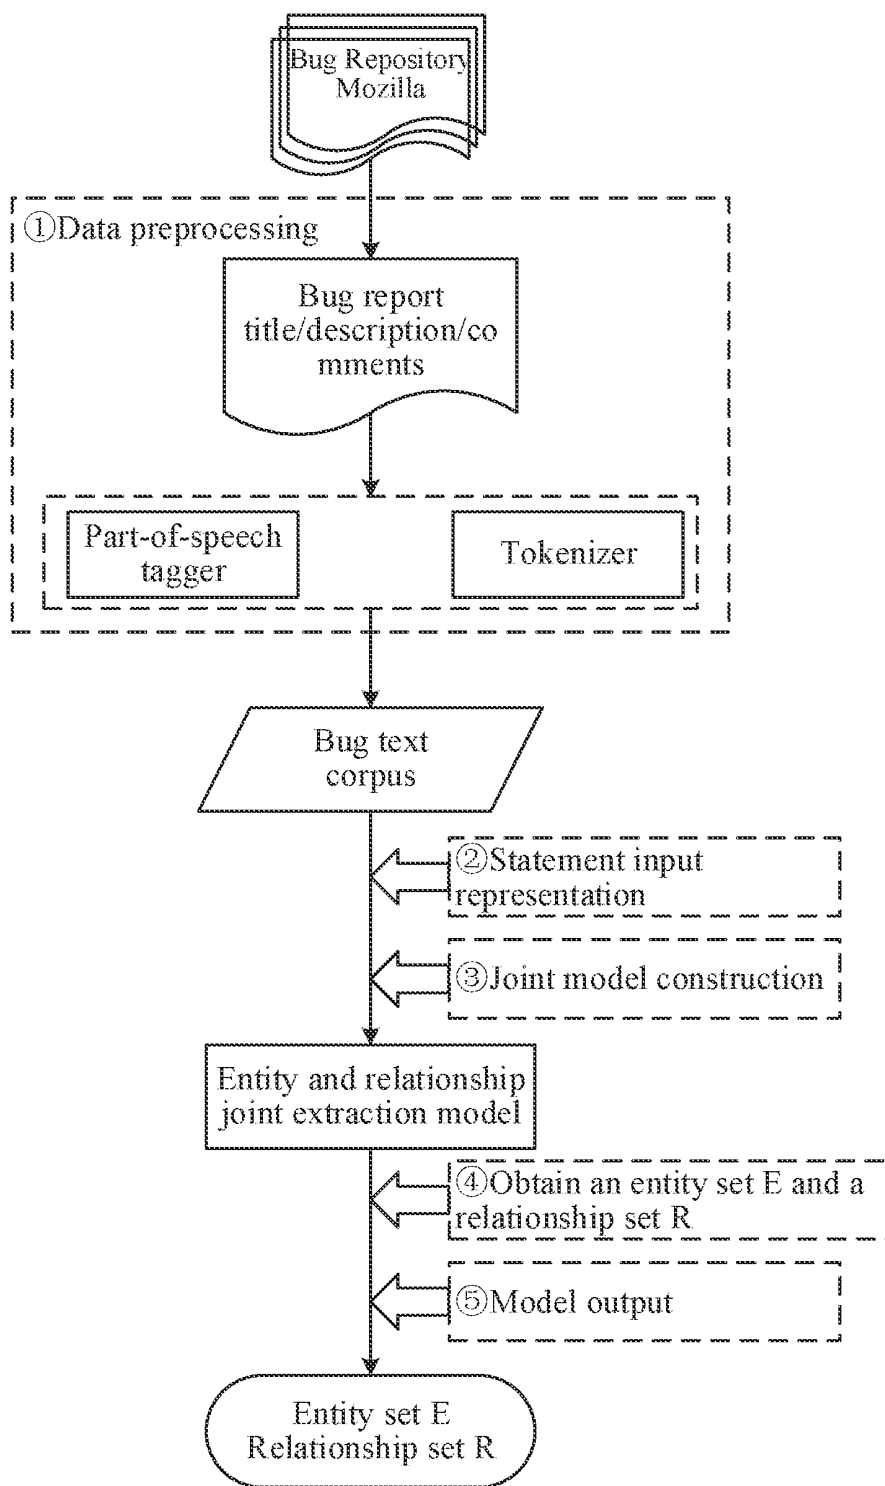 Bug Repository
Mozilla
①Data preprocessing
Bug report
title/description/co
mments
Part-of-speech
tagger
Tokenizer
Bug text
corpus
②Statement input
representation
③Joint model construction
Entity and relationship
joint extraction model
④Obtain an entity set E and a
relationship set R
⑤Model output
Entity set E
Relationship set R